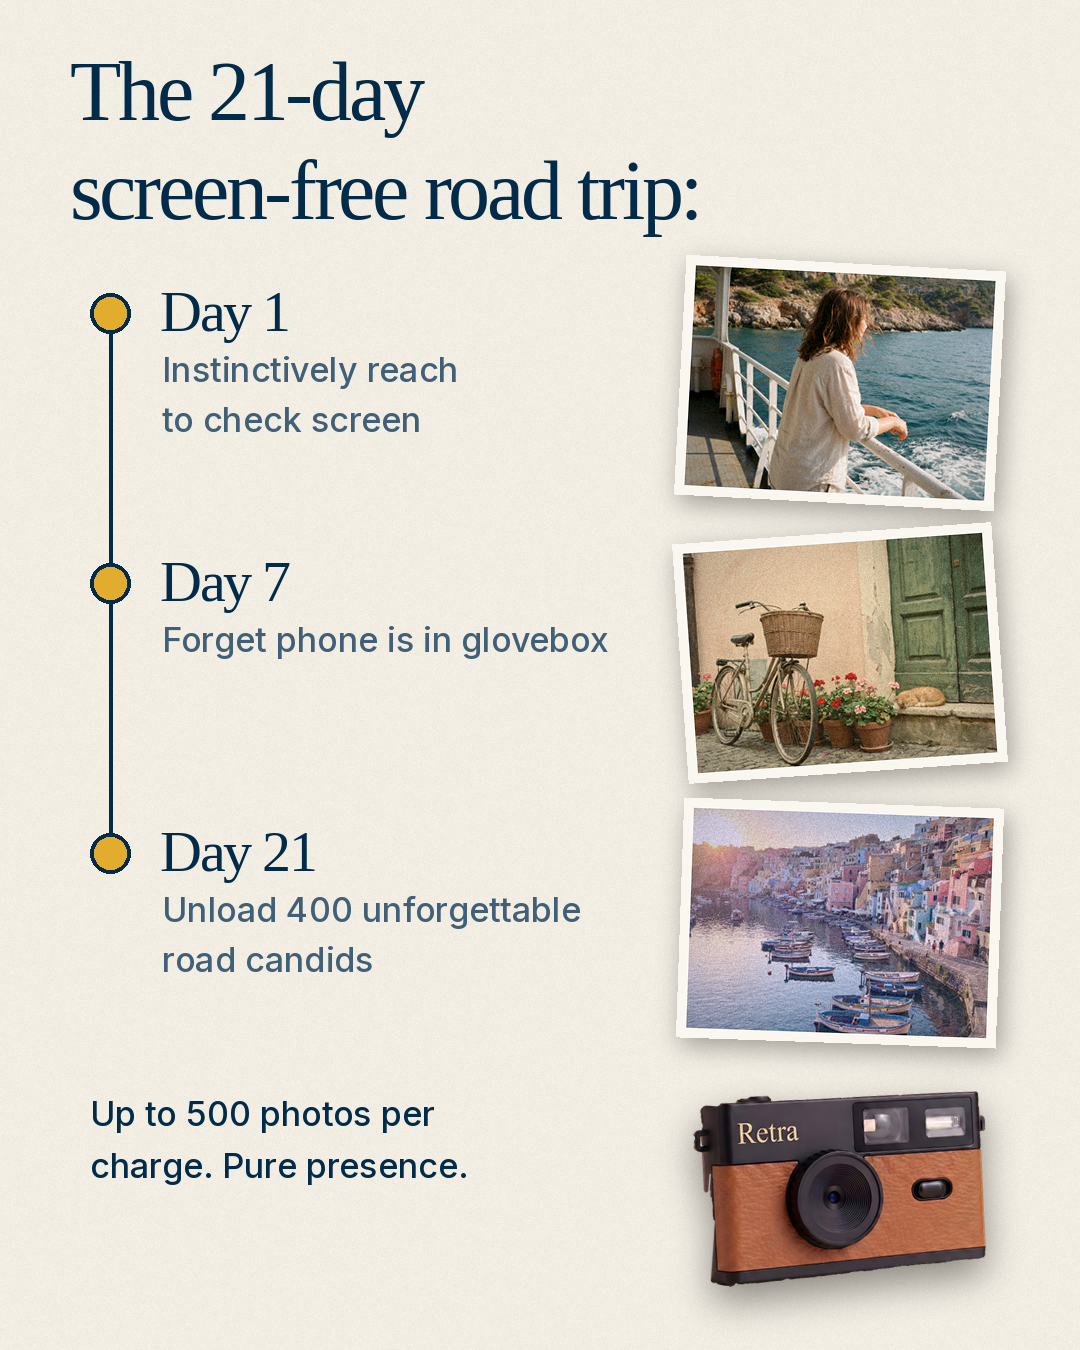 The 21-day
screen-free road trip:
Day 1
Instinctively reach
to check screen
Day 7
Forget phone is in glovebox
Day 21
Unload 400 unforgettable
road candids
Up to 500 photos per
charge. Pure presence.
Retra